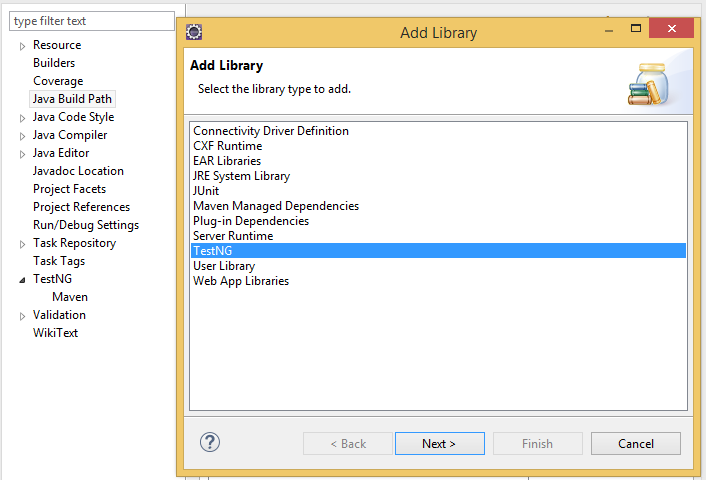 type filter text
Resource
Builders
Coverage
Java Build Path
Java Code Style
Java Compiler
Java Editor
Javadoc Location
Project Facets
Project References
Run/Debug Settings
Task Repository
Task Tags
TestNG
Maven
Validation
WikiText
Add Library
Add Library
Select the library type to add.
Connectivity Driver Definition
CXF Runtime
EAR Libraries
JRE System Library
JUnit
Maven Managed Dependencies
Plug-in Dependencies
Server Runtime
TestNG
User Library
Web App Libraries
?
< Back
Next >
Finish
Cancel